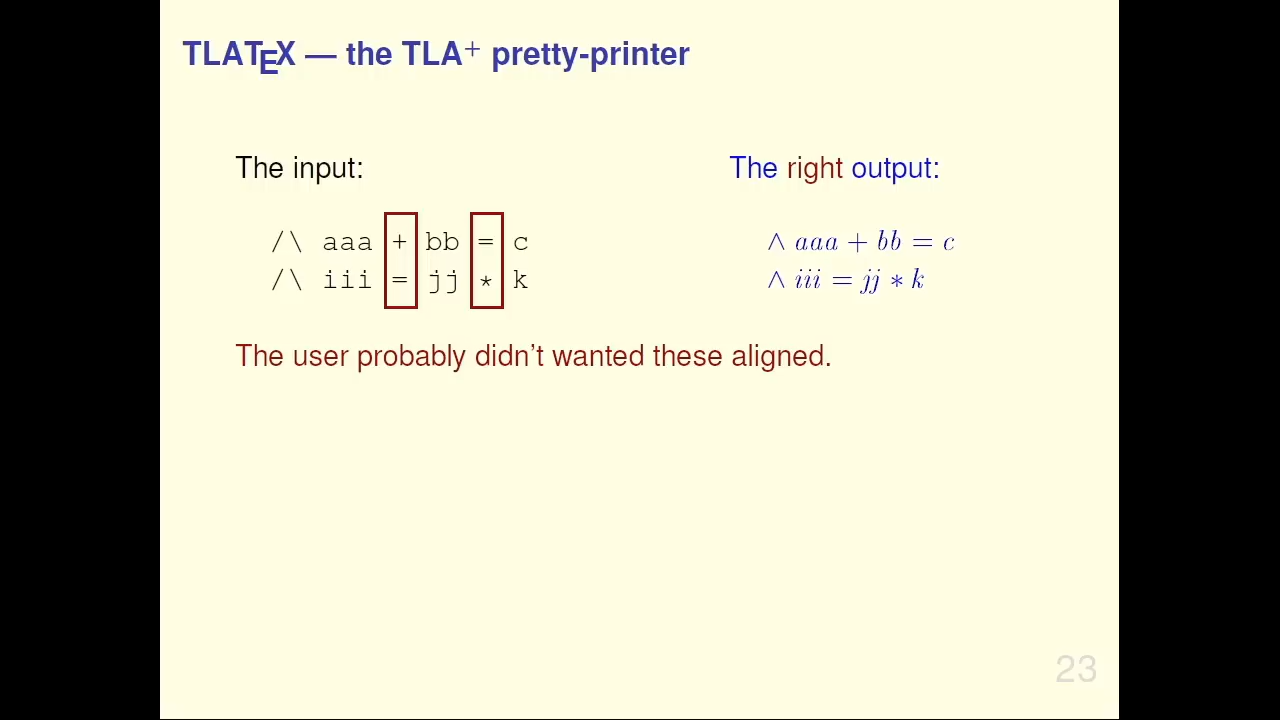 TLATEX — the TLA+ pretty-printer
The input: The right output:
/\ aaa + bb = c ∧ aaa + bb = c
/\ iii = jj * k ∧ iii = jj ∗ k
The user probably didn't wanted these aligned.
23